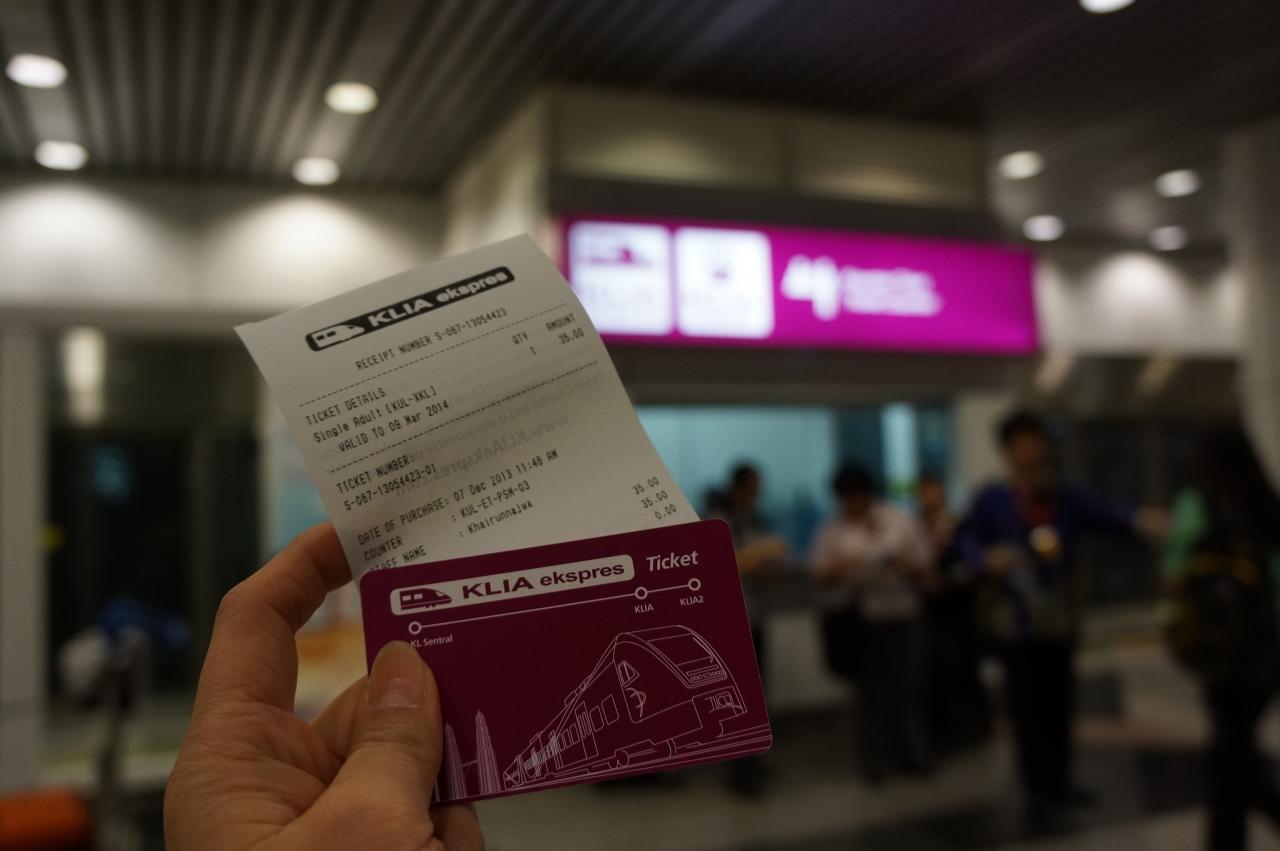 KLIA ekspres
RECEIPT NUMBER S-087-13054423
QTY AMOUNT
1 35.00
TICKET DETAILS
Single Adult [KUL-XKL]
VALID TO 09 Mar 2014
TICKET NUMBER:
S-087-13054423-01
DATE OF PURCHASE: 07 Dec 2013 11:48 AM
COUNTER : KUL-ET-PSM-03
STAFF NAME : Khairunnajwa
35.00
35.00
0.00
KLIA ekspres Ticket
KL Sentral KLIA KLIA2